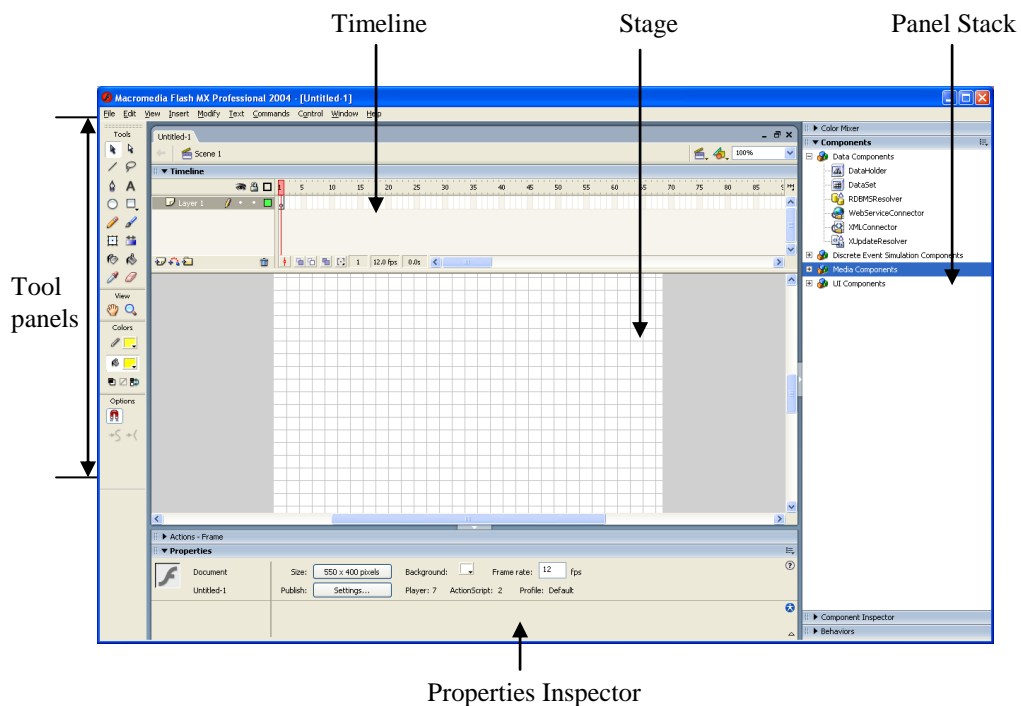 Timeline
Stage
Panel Stack
Macromedia Flash MX Professional 2004 - [Untitled-1]
File Edit View Insert Modify Text Commands Control Window Help
Tools
Untitled-1
Scene 1
100%
Timeline
1 5 10 15 20 25 30 35 40 45 50 55 60 65 70 75 80 85
Layer 1
1 12.0 fps 0.0s
Color Mixer
Components
Data Components
DataHolder
DataSet
RDBMSResolver
WebServiceConnector
XMLConnector
XUpdateResolver
Discrete Event Simulation Components
Media Components
UI Components
Tool
panels
View
Colors
Options
Actions - Frame
Properties
Document
Size: 550 x 400 pixels Background: Frame rate: 12 fps
Untitled-1
Publish: Settings... Player: 7 ActionScript: 2 Profile: Default
Component Inspector
Behaviors
Properties Inspector